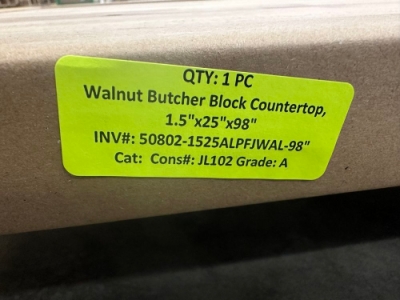 QTY: 1 PC
Walnut Butcher Block Countertop,
1.5"x25"x98"
INV#: 50802-1525ALPFJWAL-98"
Cat: Cons#: JL102 Grade: A